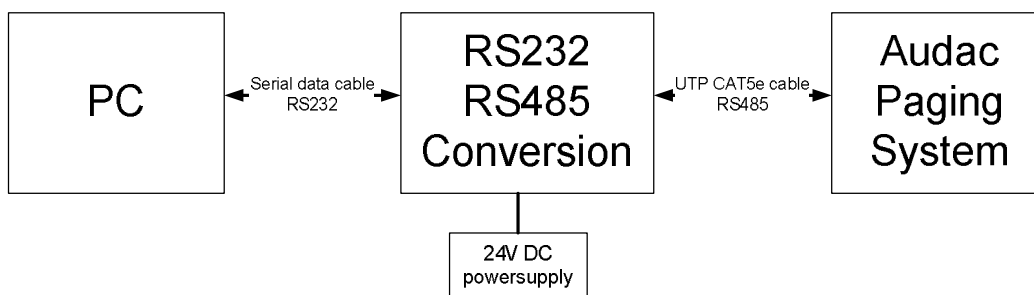 PC
Serial data cable
RS232
RS232
RS485
Conversion
UTP CAT5e cable
RS485
Audac
Paging
System
24V DC
powersupply